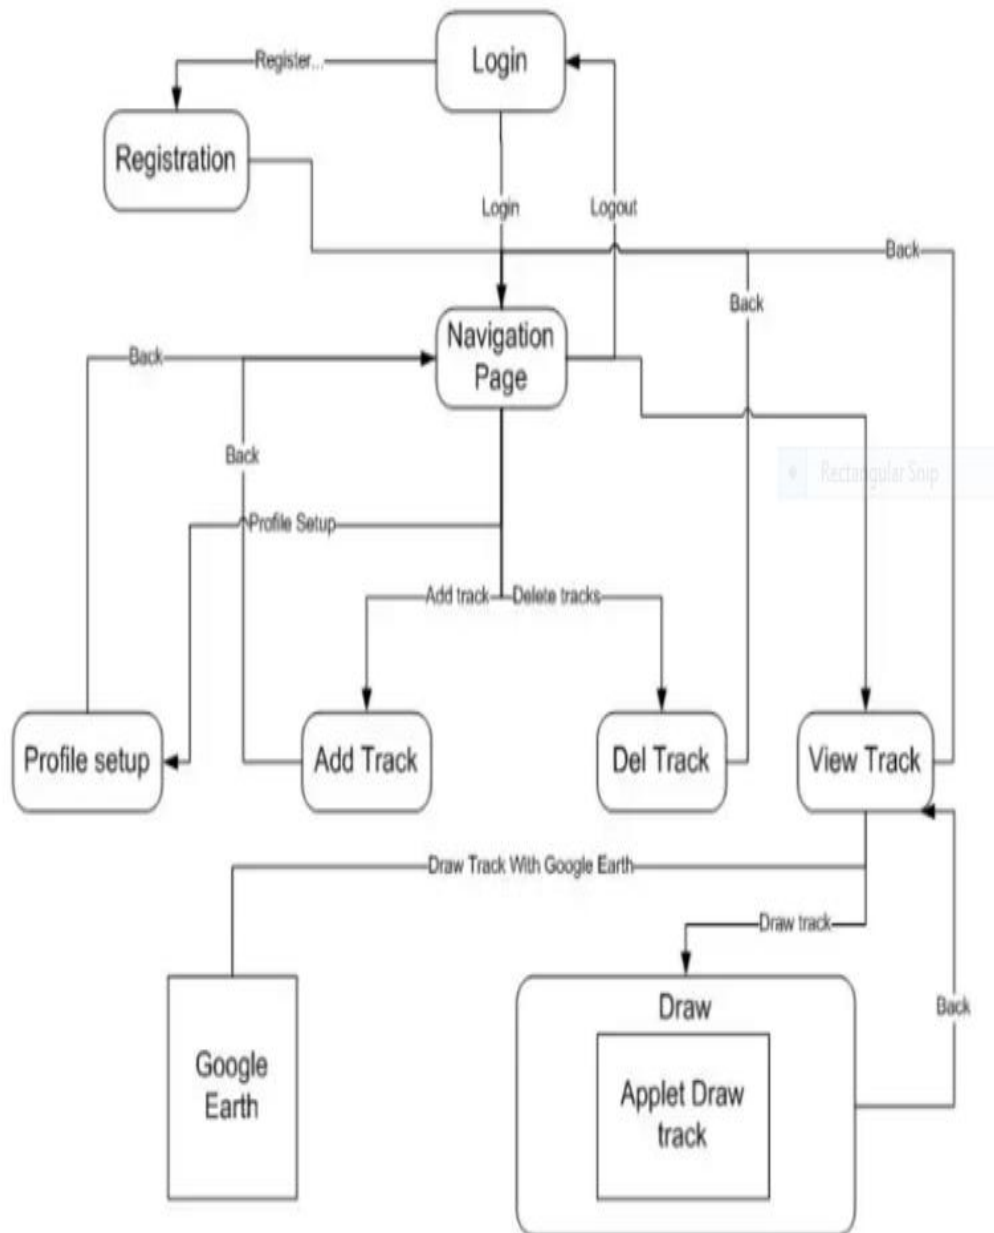 Login
Register...
Registration
Login
Logout
Back
Back
Navigation
Page
Back
Back
Rectangular Snip
Profile Setup
Add track
Delete tracks
Profile setup
Add Track
Del Track
View Track
Draw Track With Google Earth
Draw track
Draw
Back
Google
Earth
Applet Draw
track